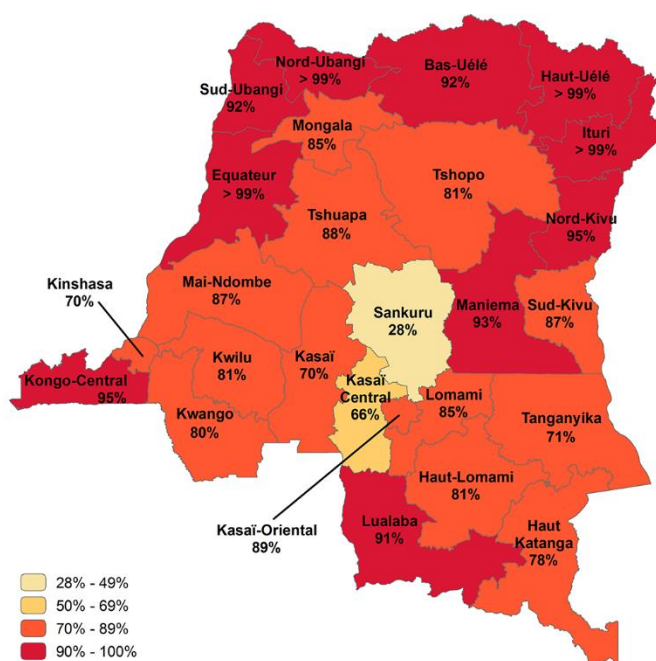 Nord-Ubangi
> 99%
Bas-Uélé
92%
Haut-Uélé
> 99%
Sud-Ubangi
92%
Mongala
85%
Ituri
> 99%
Equateur
> 99%
Tshopo
81%
Tshuapa
88%
Nord-Kivu
95%
Kinshasa
70%
Mai-Ndombe
87%
Sankuru
28%
Maniema
93%
Sud-Kivu
87%
Kongo-Central
95%
Kwilu
81%
Kasaï
70%
Kasaï
Central
66%
Lomami
85%
Kwango
80%
Tanganyika
71%
Haut-Lomami
81%
Kasaï-Oriental
89%
Lualaba
91%
Haut
Katanga
78%
28% - 49%
50% - 69%
70% - 89%
90% - 100%